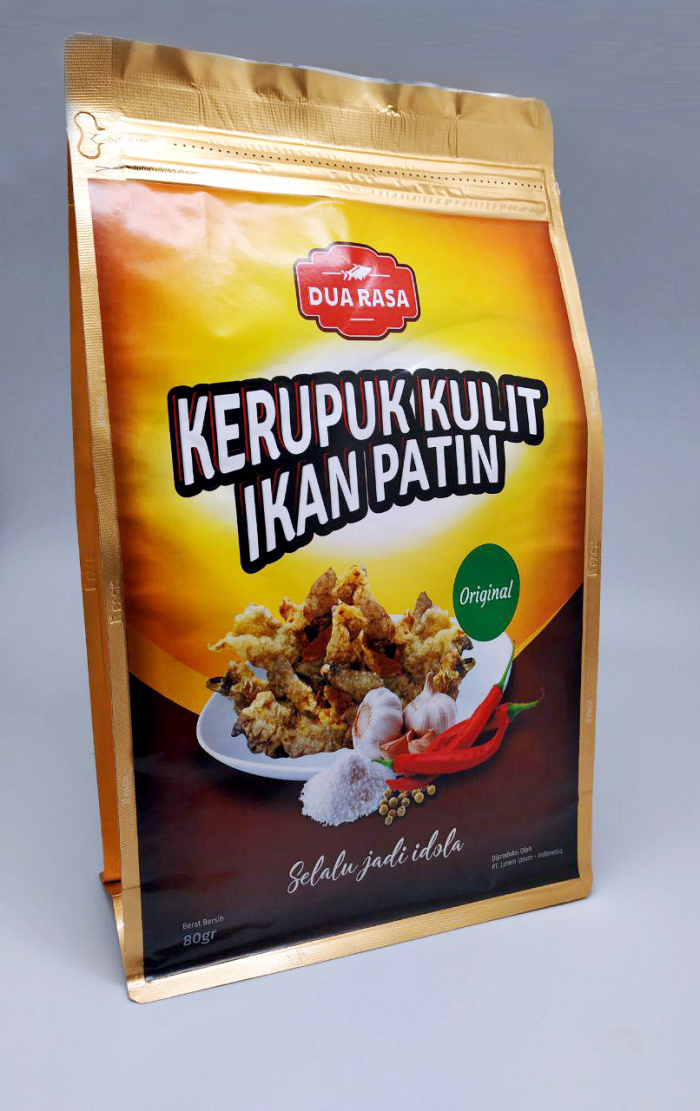 DUA RASA
KERUPUK KULIT
IKAN PATIN
Original
Selalu jadi idola
Diproduksi Oleh
PT. Lorem Ipsum - Indonesia
Berat Bersih
80gr